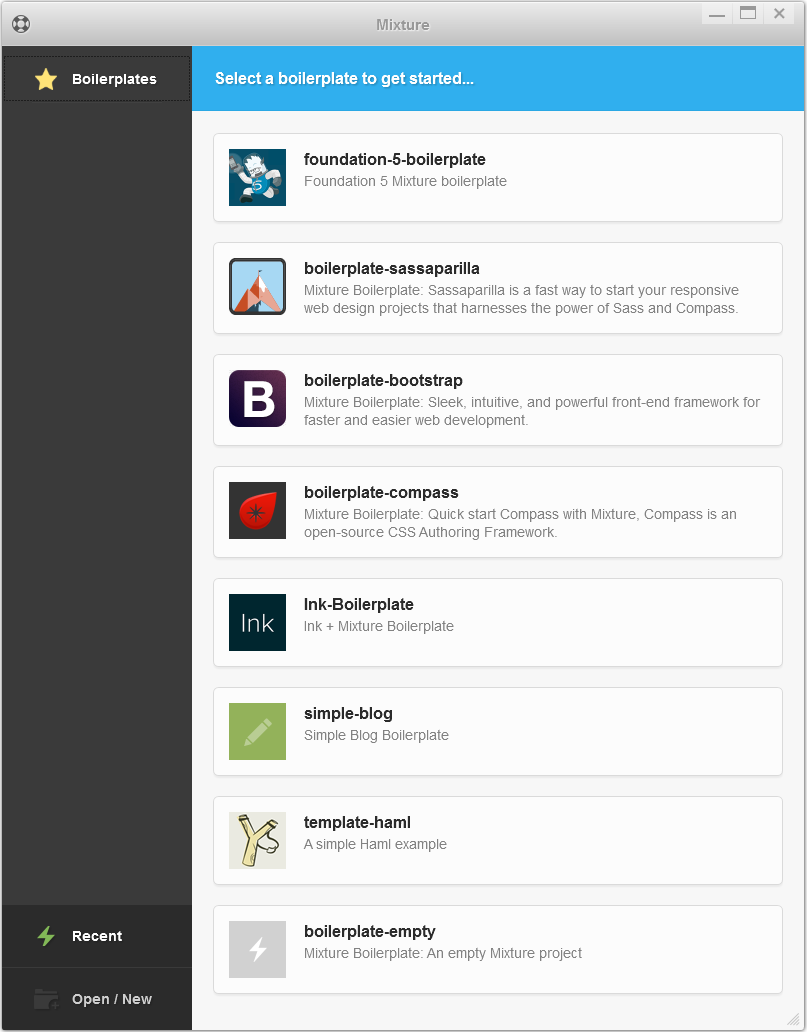 Mixture
Boilerplates
Select a boilerplate to get started...
foundation-5-boilerplate
Foundation 5 Mixture boilerplate
boilerplate-sassaparilla
Mixture Boilerplate: Sassaparilla is a fast way to start your responsive
web design projects that harnesses the power of Sass and Compass.
B
boilerplate-bootstrap
Mixture Boilerplate: Sleek, intuitive, and powerful front-end framework for
faster and easier web development.
boilerplate-compass
Mixture Boilerplate: Quick start Compass with Mixture, Compass is an
open-source CSS Authoring Framework.
Ink
Ink-Boilerplate
Ink + Mixture Boilerplate
simple-blog
Simple Blog Boilerplate
template-haml
A simple Haml example
boilerplate-empty
Mixture Boilerplate: An empty Mixture project
Recent
Open / New